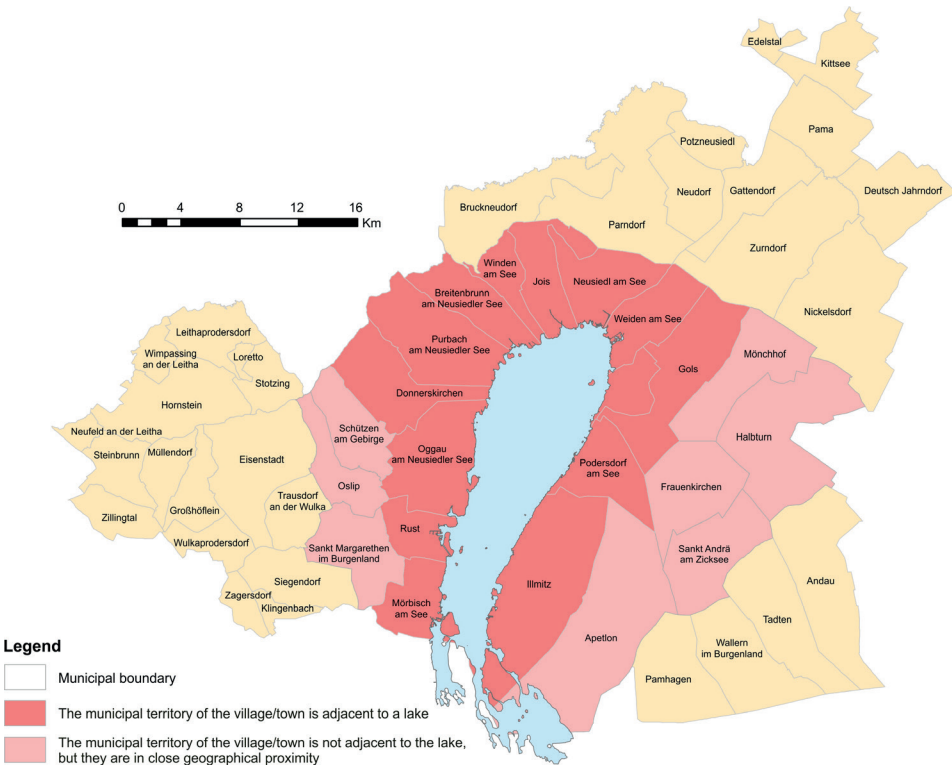 Edelstal
Kittsee
Pama
Potzneusiedl
Deutsch Jahrndorf
Gattendorf
Neudorf
Bruckneudorf
Parndorf
Zurndorf
Nickelsdorf
0 4 8 12 16
Km
Winden
am See
Jois
Neusiedl am See
Breitenbrunn
am Neusiedler See
Weiden am See
Purbach
am Neusiedler See
Gols
Mönchhof
Donnerskirchen
Halbturn
Leithaprodersdorf
Wimpassing
an der Leitha
Loretto
Stotzing
Hornstein
Neufeld an der Leitha
Steinbrunn
Müllendorf
Eisenstadt
Schützen
am Gebirge
Oggau
am Neusiedler See
Podersdorf
am See
Frauenkirchen
Oslip
Trausdorf
an der Wulka
Zillingtal
Großhöflein
Rust
Wulkaprodersdorf
Sankt Margarethen
im Burgenland
Sankt Andrä
am Zicksee
Siegendorf
Zagersdorf
Klingenbach
Mörbisch
am See
Illmitz
Andau
Tadten
Apetlon
Wallern
im Burgenland
Pamhagen
Legend
Municipal boundary
The municipal territory of the village/town is adjacent to a lake
The municipal territory of the village/town is not adjacent to the lake,
but they are in close geographical proximity